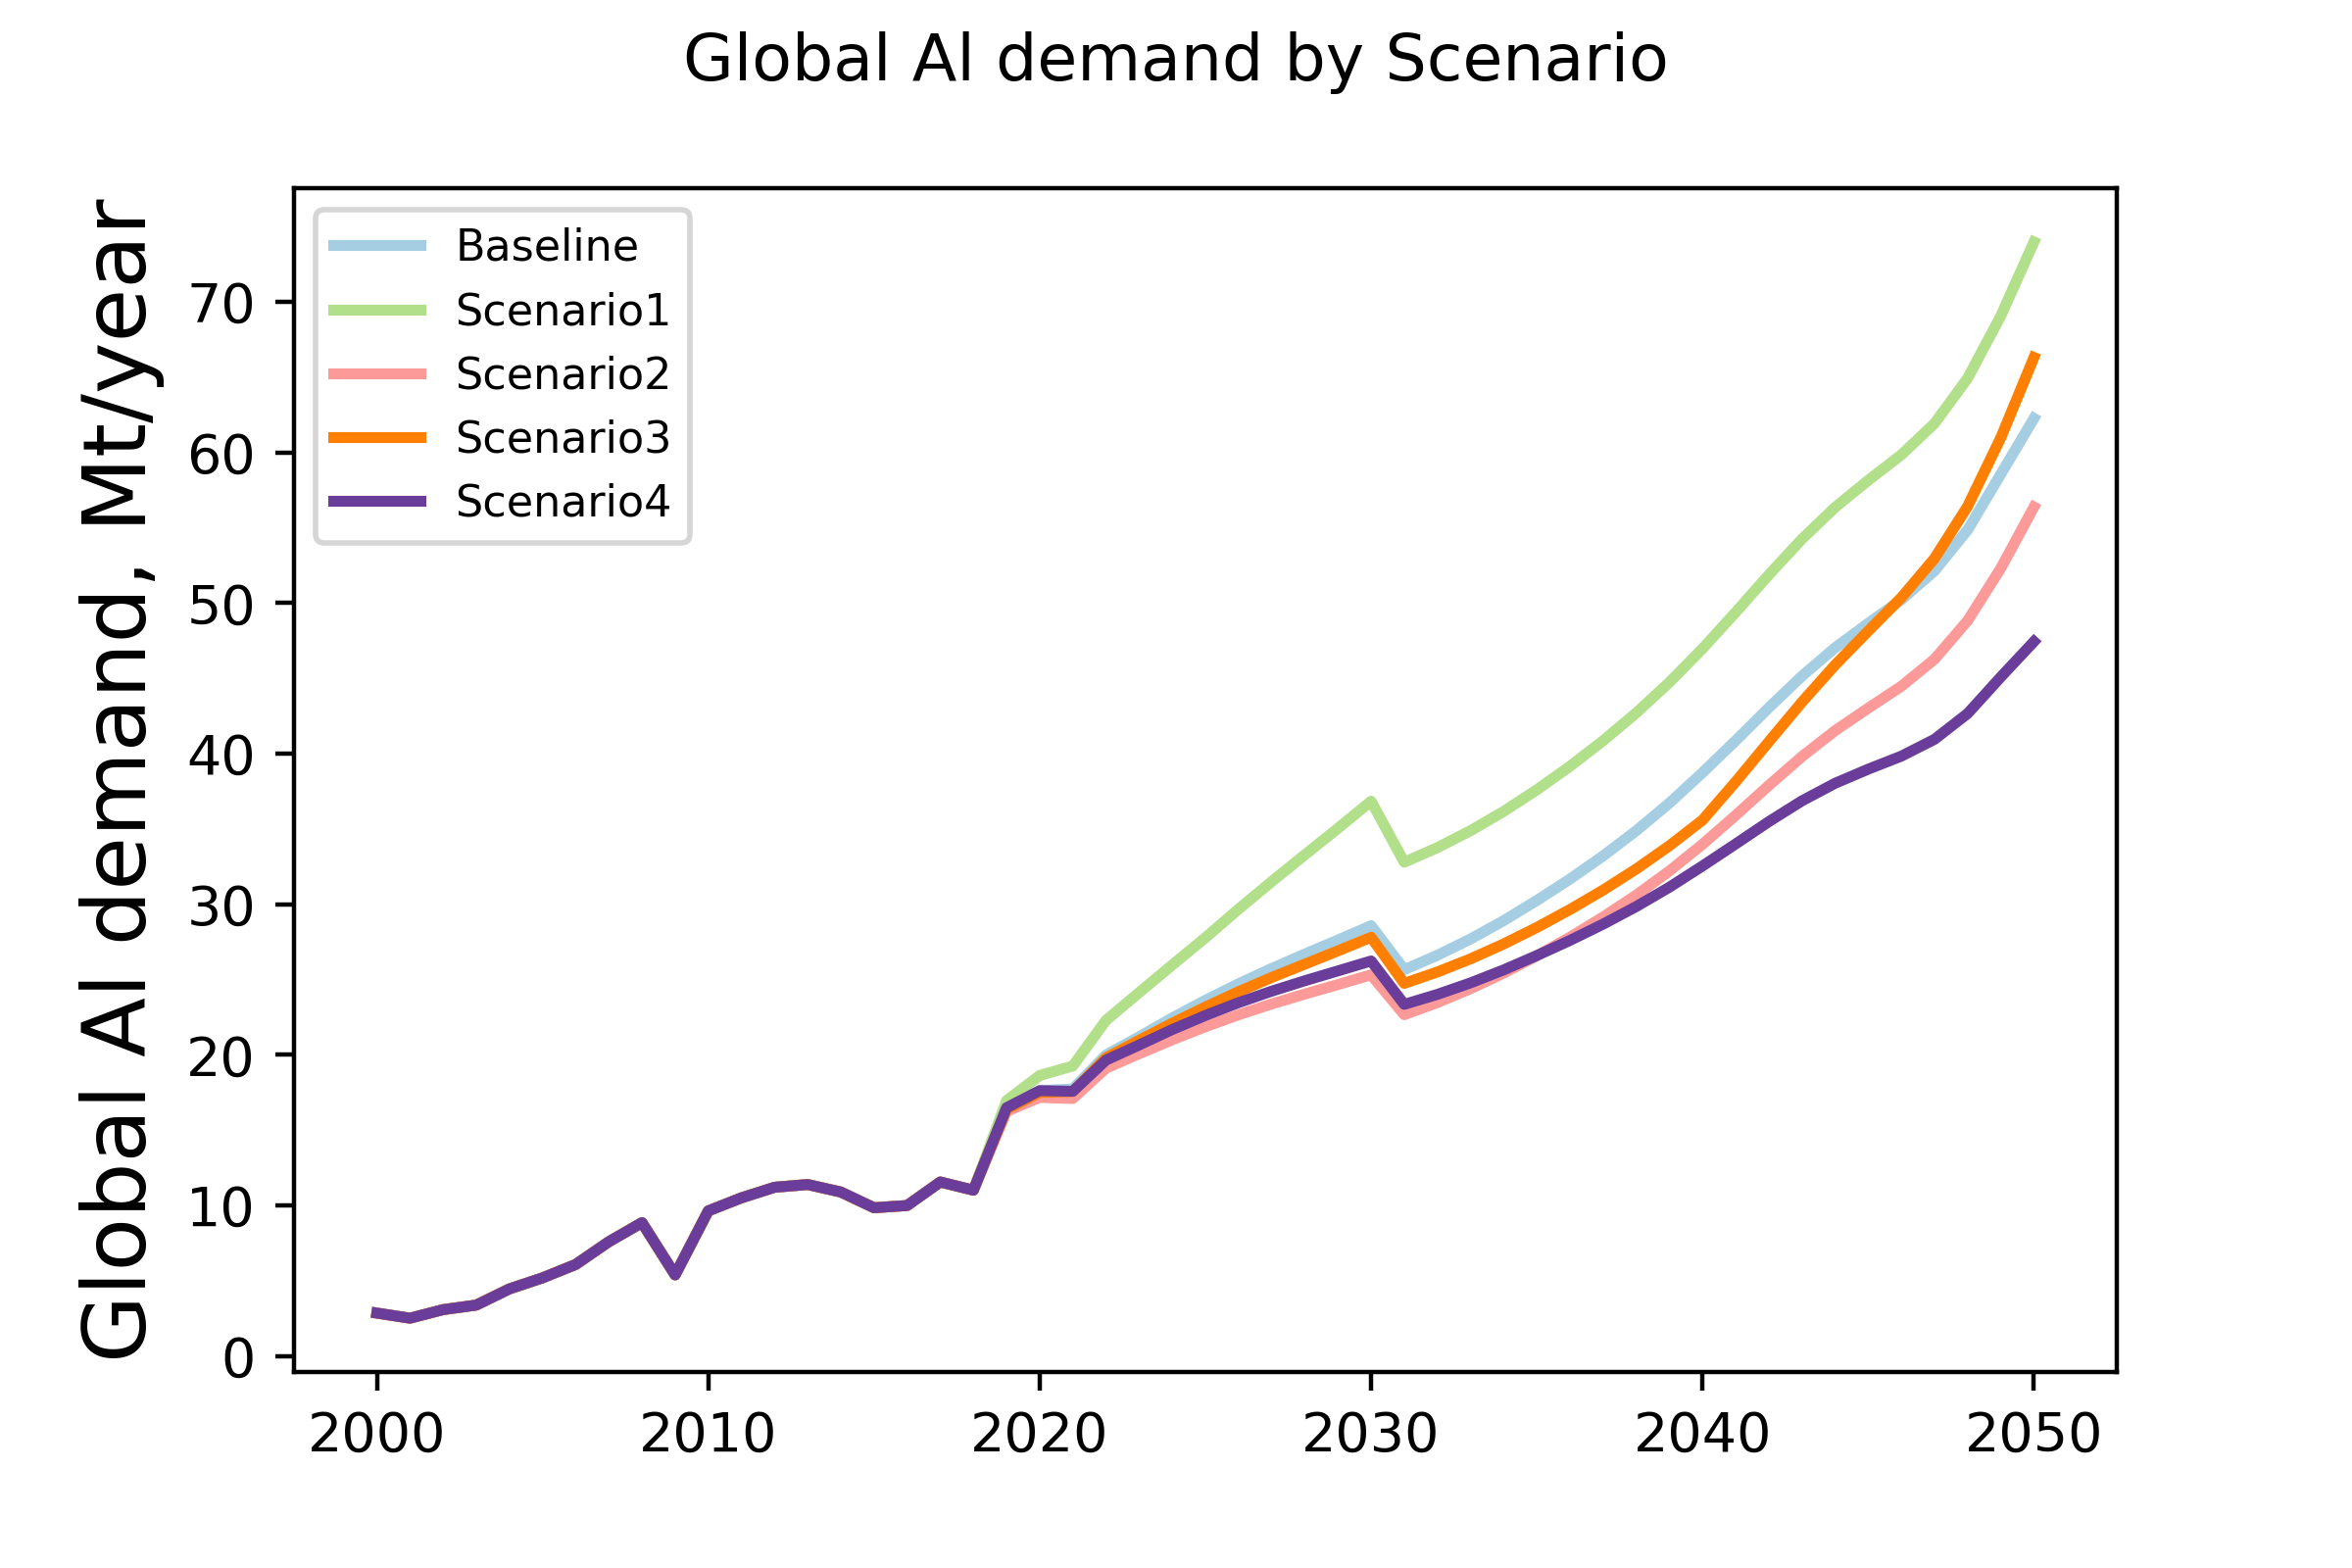 Global Al demand by Scenario
Global Al demand, Mt/year
Baseline
Scenario1
Scenario2
Scenario3
Scenario4
70
60
50
40
30
20
10
0
2000 2010 2020 2030 2040 2050